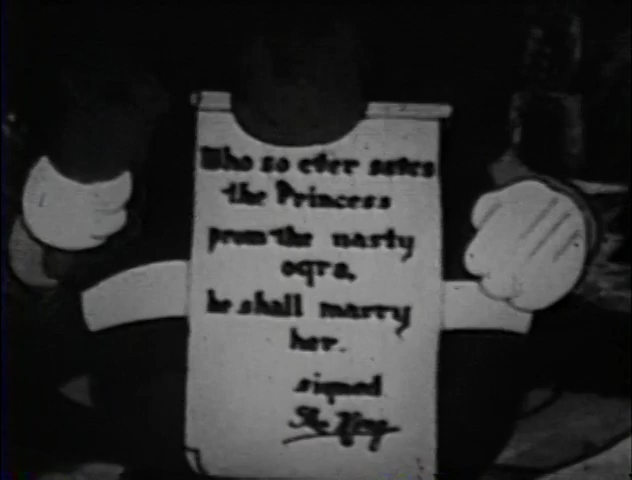 Who so ever saves
the Princess
from the nasty
ogre,
he shall marry
her.
signed
The King